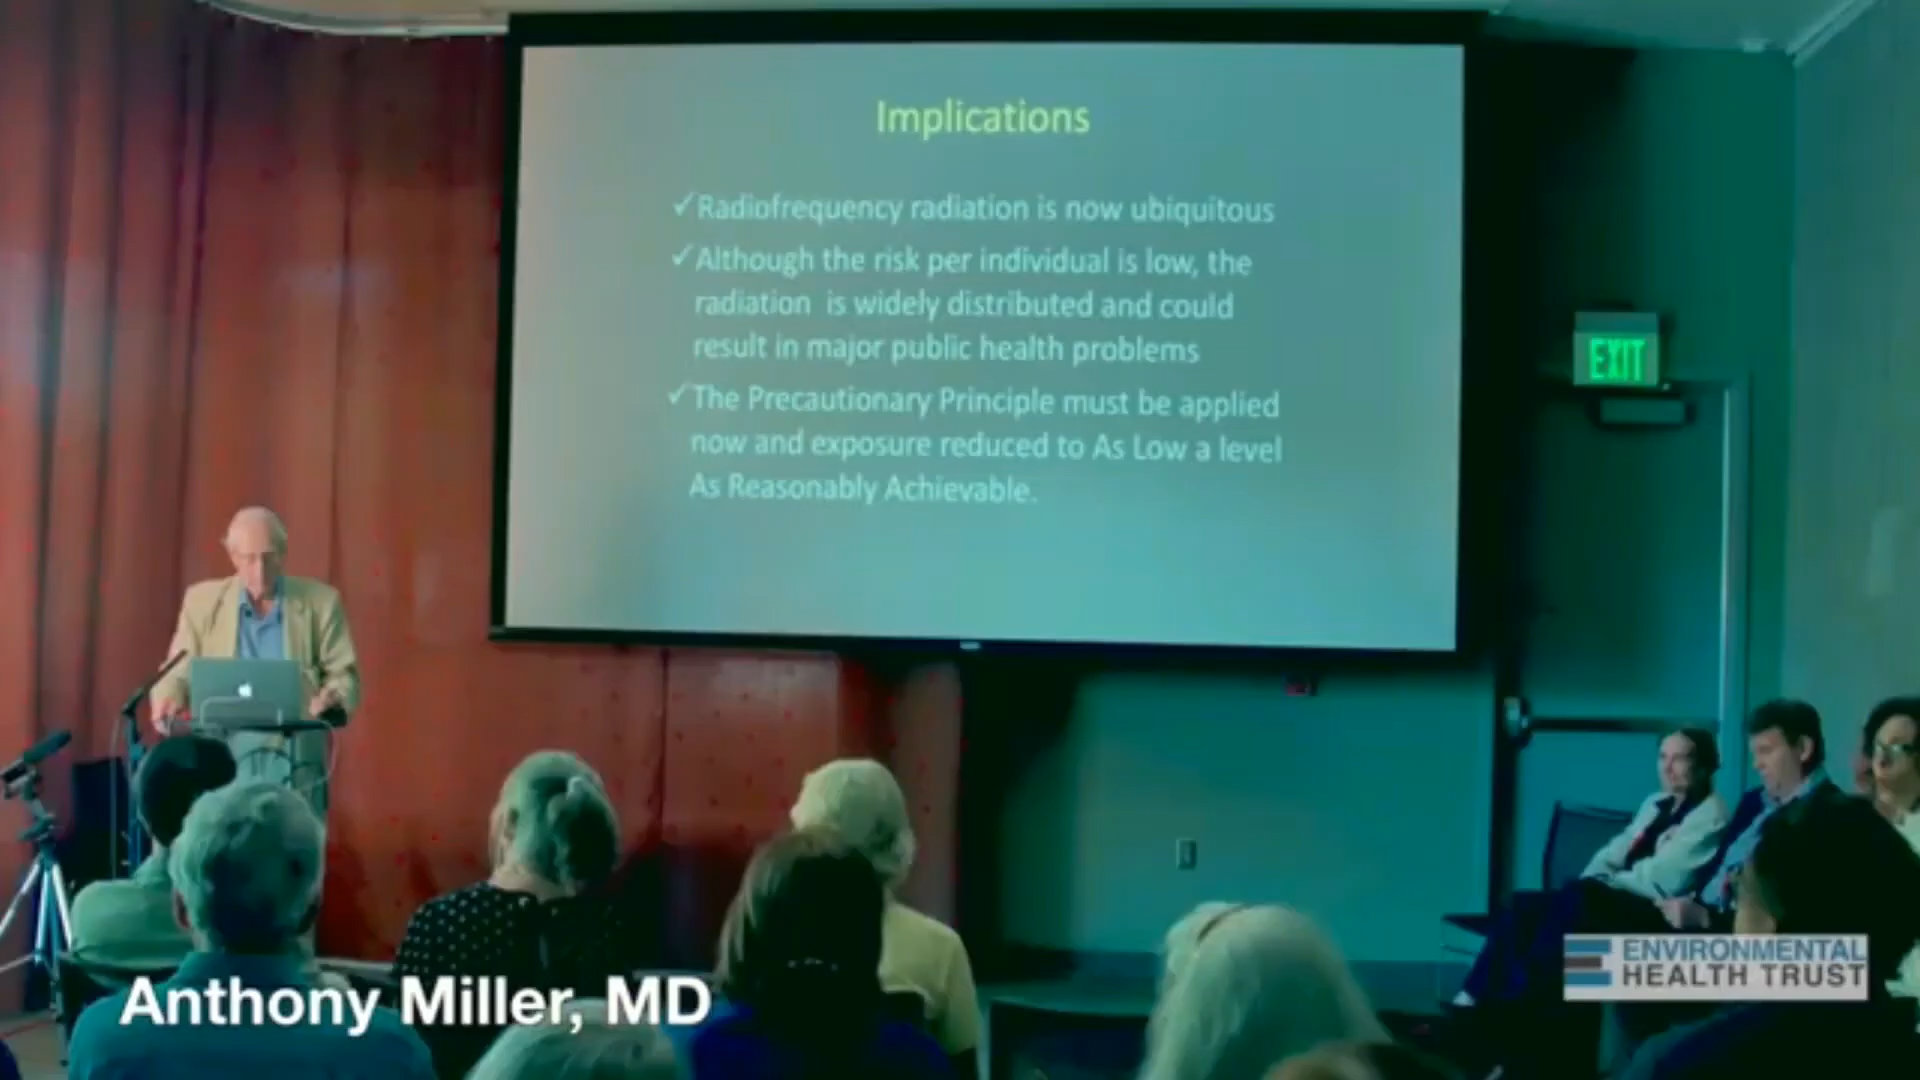 Implications
✓Radiofrequency radiation is now ubiquitous
✓Although the risk per individual is low, the
radiation is widely distributed and could
result in major public health problems
✓The Precautionary Principle must be applied
now and exposure reduced to As Low a level
As Reasonably Achievable.
EXIT
ENVIRONMENTAL
HEALTH TRUST
Anthony Miller, MD